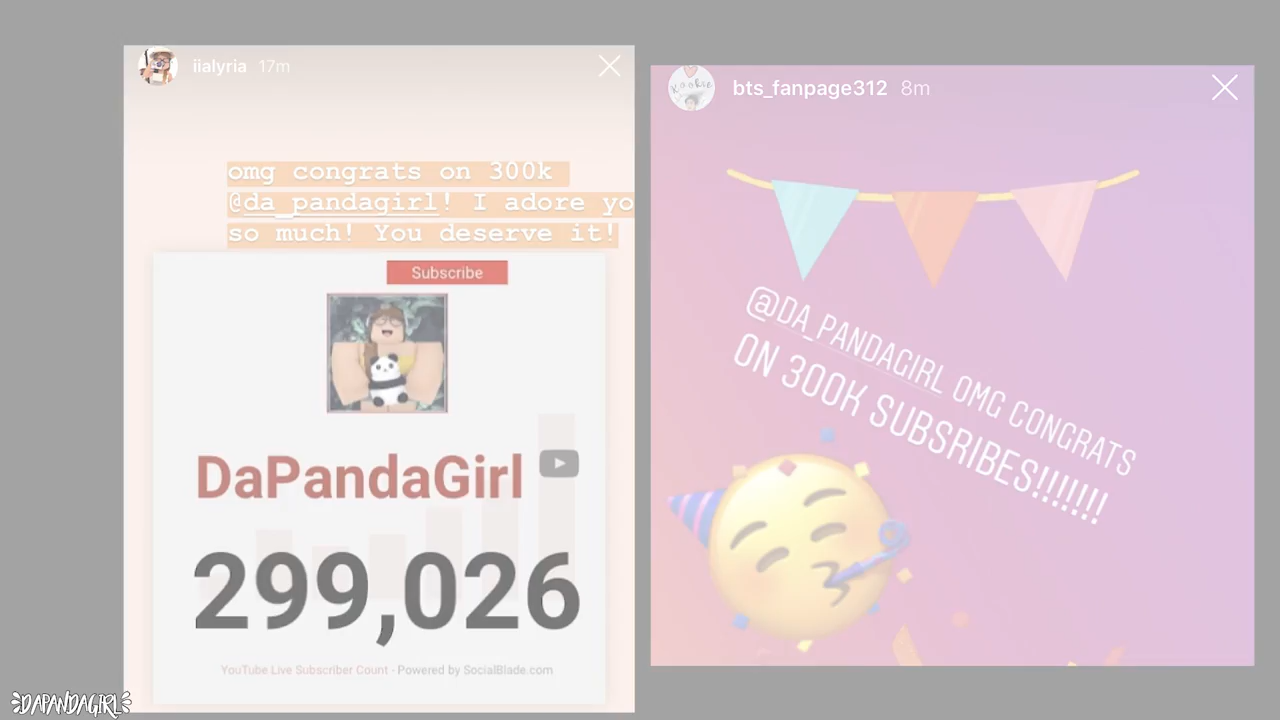 iialyria 17m
omg congrats on 300k
@da_pandagirl! I adore yo
so much! You deserve it!
Subscribe
DaPandaGirl
299,026
YouTube Live Subscriber Count - Powered by SocialBlade.com
bts_fanpage312 8m
Kookie
@DA_PANDAGIRL OMG CONGRATS
ON 300K SUBSRIBES!!!!!!!
DAPANDAGIRL